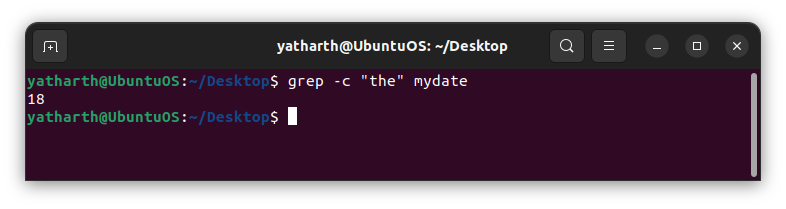 yatharth@UbuntuOS: ~/Desktop
yatharth@UbuntuOS:~/Desktop$ grep -c "the" mydate
18
yatharth@UbuntuOS:~/Desktop$